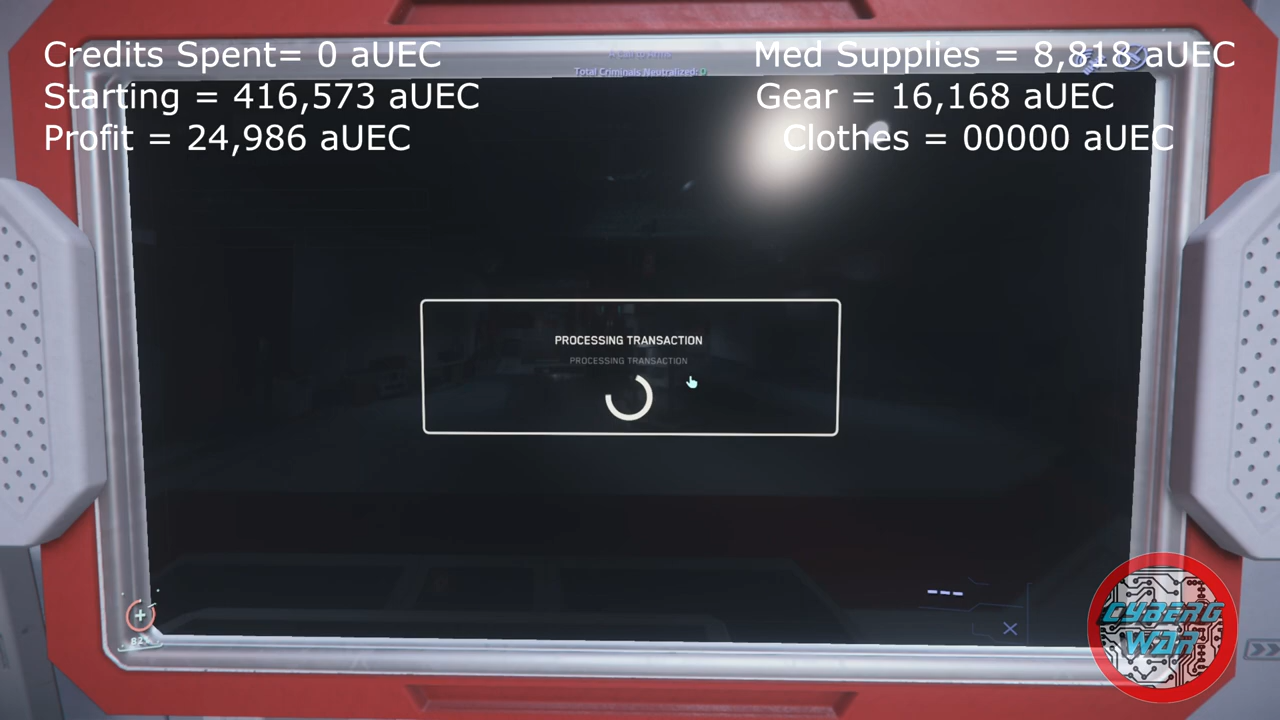 Credits Spent= 0 aUEC
Starting = 416,573 aUEC
Profit = 24,986 aUEC
Total Criminals Neutralized: 0
Med Supplies = 8,818 aUEC
Gear = 16,168 aUEC
Clothes = 00000 aUEC
PROCESSING TRANSACTION
PROCESSING TRANSACTION
CYBERG
WAR